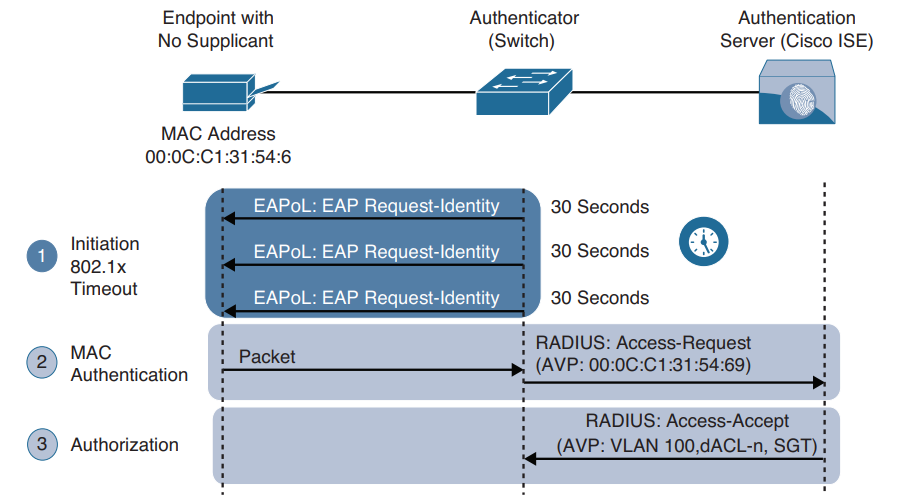 Endpoint with
No Supplicant
Authenticator
(Switch)
Authentication
Server (Cisco ISE)
MAC Address
00:0C:C1:31:54:6
1
Initiation
802.1x
Timeout
EAPoL: EAP Request-Identity
30 Seconds
EAPoL: EAP Request-Identity
30 Seconds
EAPoL: EAP Request-Identity
30 Seconds
2
MAC
Authentication
Packet
RADIUS: Access-Request
(AVP: 00:0C:C1:31:54:69)
3
Authorization
RADIUS: Access-Accept
(AVP: VLAN 100,dACL-n, SGT)